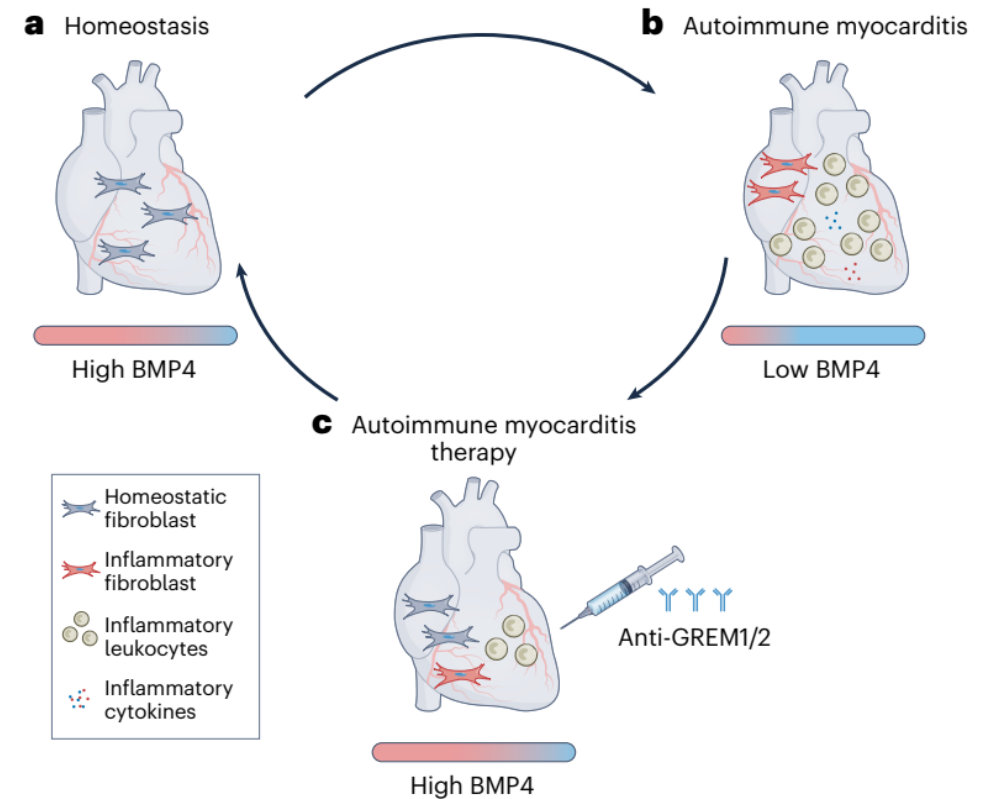 a Homeostasis
b Autoimmune myocarditis
High BMP4
Low BMP4
c Autoimmune myocarditis
therapy
Homeostatic
fibroblast
Inflammatory
fibroblast
Inflammatory
leukocytes
Inflammatory
cytokines
Anti-GREM1/2
High BMP4